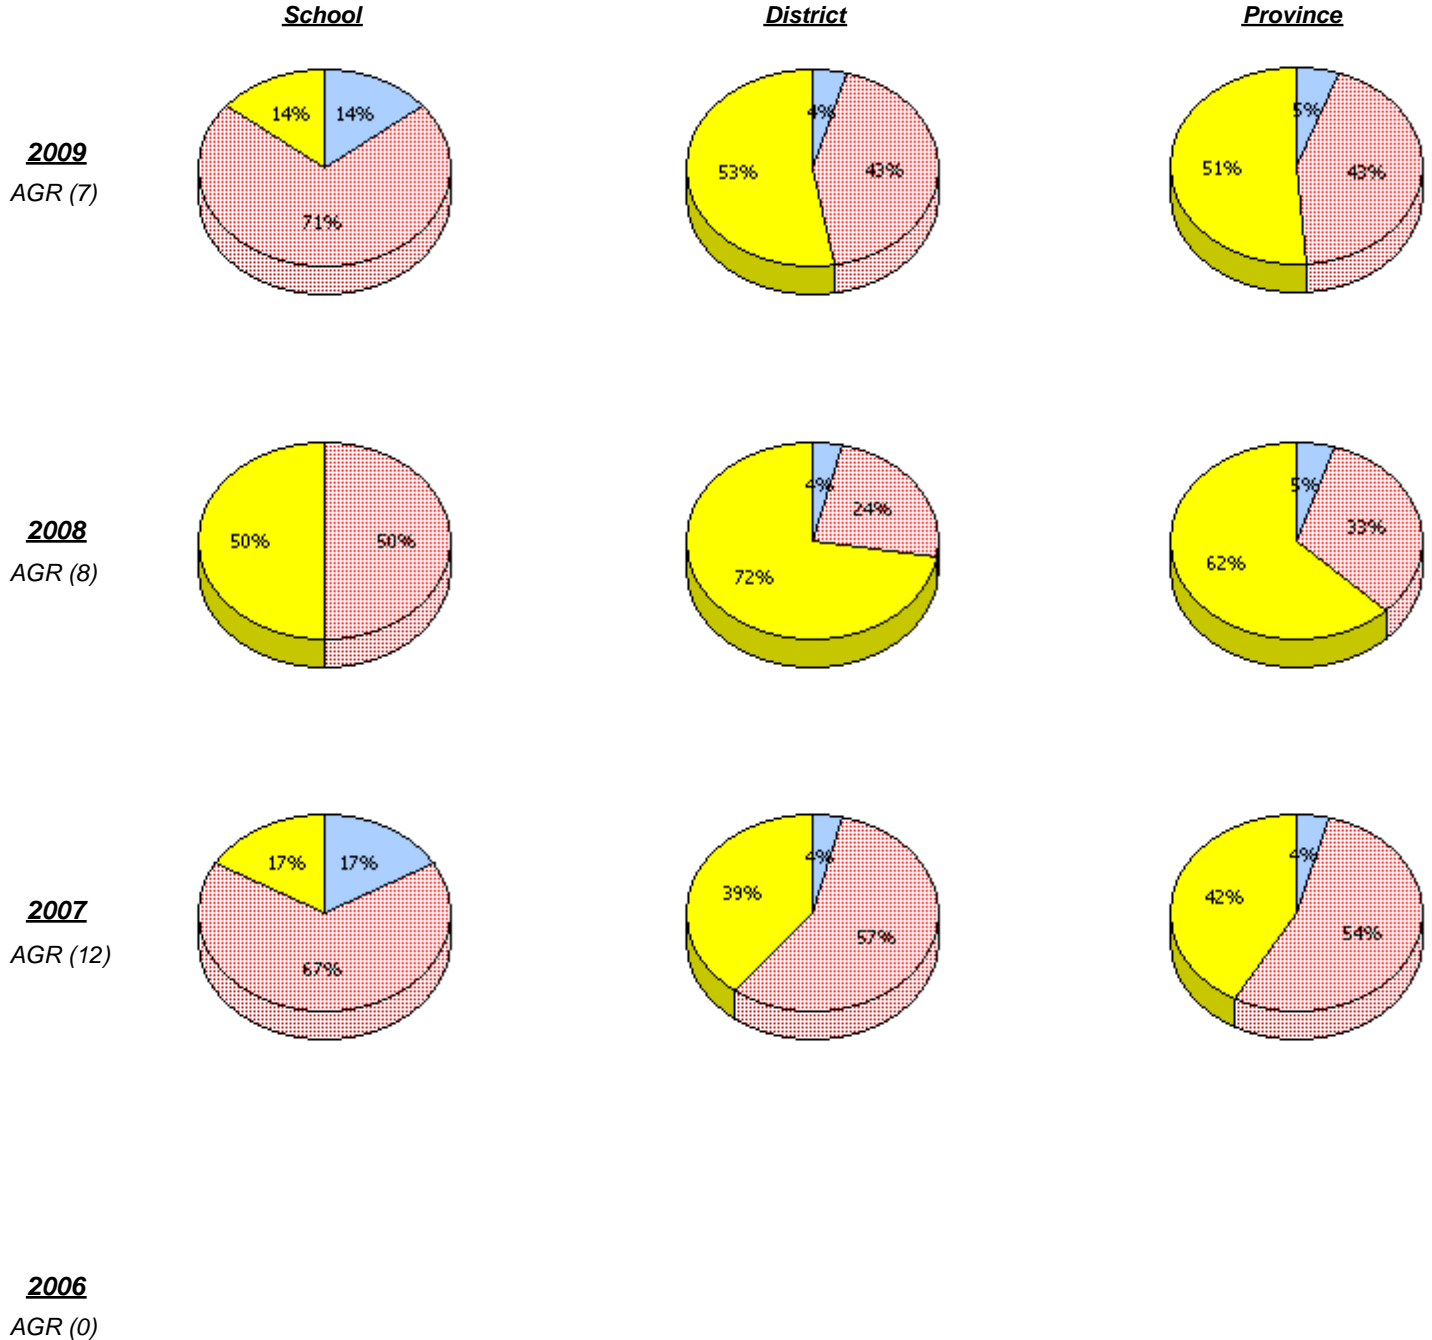 School District Province
14% 14% 4% 5%
2009
53% 43% 51% 43%
AGR (7)
71%
4% 5%
24% 33%
2008
50% 50%
62%
AGR (8)
72%
17% 17% 4% 4%
39% 42%
2007
57% 54%
AGR (12)
67%
2006
AGR (0)